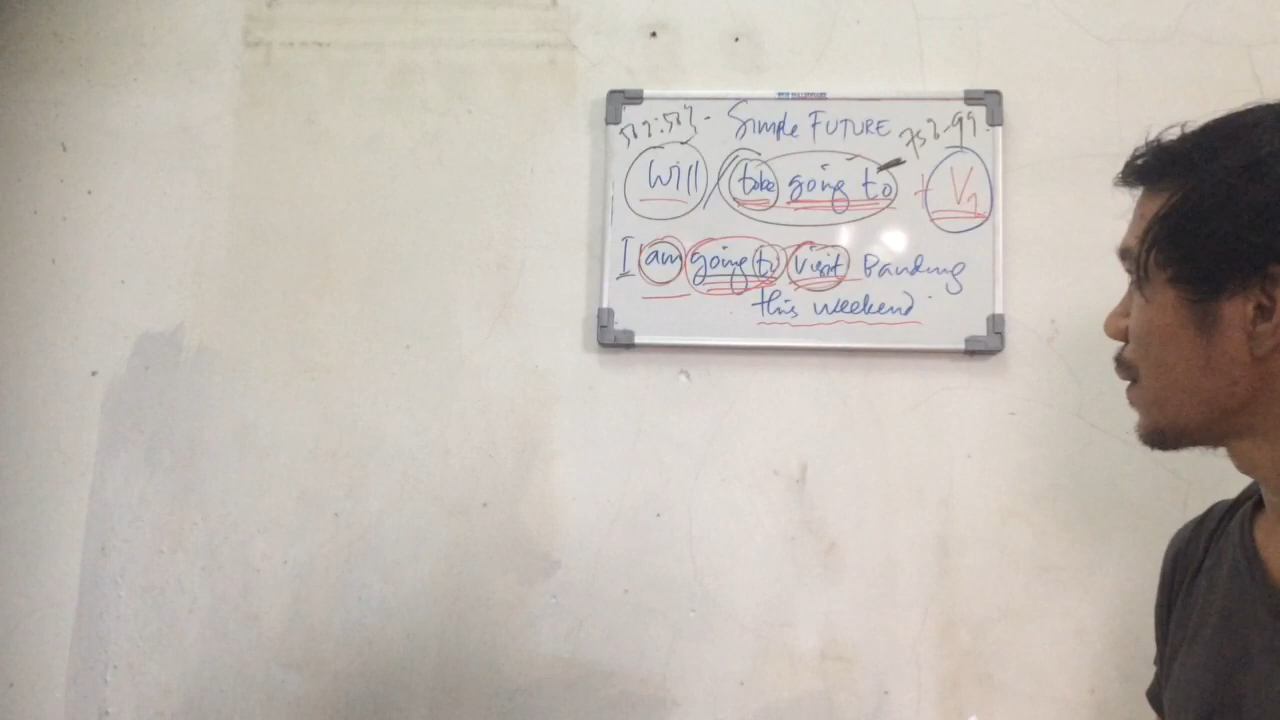 Simple FUTURE
Will / tobe going to + V1
I am going to visit Bandung
this weekend.